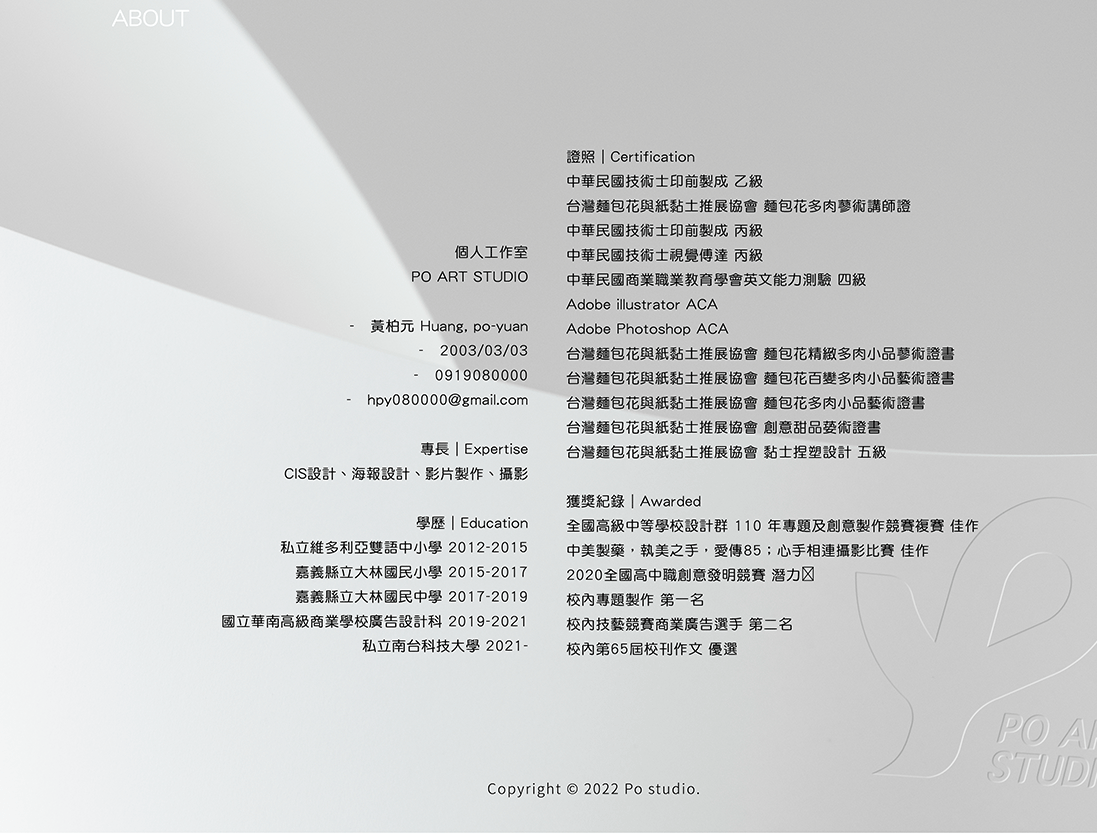 ABOUT
個人工作室
PO ART STUDIO
- 黃柏元 Huang, po-yuan
- 2003/03/03
- 0919080000
- hpy080000@gmail.com
專長 | Expertise
CIS設計、海報設計、影片製作、攝影
學歷 | Education
私立維多利亞雙語中小學 2012-2015
嘉義縣立大林國民小學 2015-2017
嘉義縣立大林國民中學 2017-2019
國立華南高級商業學校廣告設計科 2019-2021
私立南台科技大學 2021-
證照 | Certification
中華民國技術士印前製成 乙級
台灣麵包花與紙黏土推展協會 麵包花多肉藝術講師證
中華民國技術士印前製成 丙級
中華民國技術士視覺傳達 丙級
中華民國商業職業教育學會英文能力測驗 四級
Adobe illustrator ACA
Adobe Photoshop ACA
台灣麵包花與紙黏土推展協會 麵包花精緻多肉小品藝術證書
台灣麵包花與紙黏土推展協會 麵包花百變多肉小品藝術證書
台灣麵包花與紙黏土推展協會 麵包花多肉小品藝術證書
台灣麵包花與紙黏土推展協會 創意甜品藝術證書
台灣麵包花與紙黏土推展協會 黏土捏塑設計 五級
獲獎紀錄 | Awarded
全國高級中等學校設計群 110 年專題及創意製作競賽複賽 佳作
中美製藥，執美之手，愛傳85；心手相連攝影比賽 佳作
2020全國高中職創意發明競賽 潛力
校內專題製作 第一名
校內技藝競賽商業廣告選手 第二名
校內第65屆校刊作文 優選
PO AR
STUDI
Copyright © 2022 Po studio.